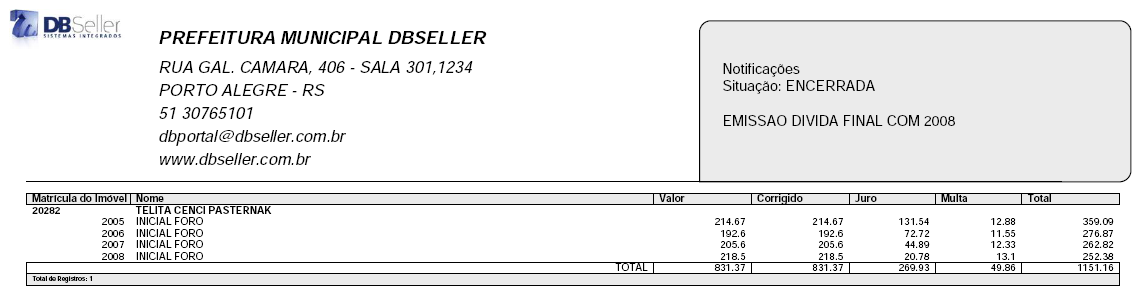 DBSeller
SISTEMAS INTEGRADOS
PREFEITURA MUNICIPAL DBSELLER
RUA GAL. CAMARA, 406 - SALA 301,1234
PORTO ALEGRE - RS
51 30765101
dbportal@dbseller.com.br
www.dbseller.com.br
Notificações
Situação: ENCERRADA
EMISSAO DIVIDA FINAL COM 2008
Matrícula do Imóvel Nome Valor Corrigido Juro Multa Total
20282 TELITA CENCI PASTERNAK
2005 INICIAL FORO 214.67 214.67 131.54 12.88 359.09
2006 INICIAL FORO 192.6 192.6 72.72 11.55 276.87
2007 INICIAL FORO 205.6 205.6 44.89 12.33 262.82
2008 INICIAL FORO 218.5 218.5 20.78 13.1 252.38
TOTAL 831.37 831.37 269.93 49.86 1151.16
Total de Registros: 1